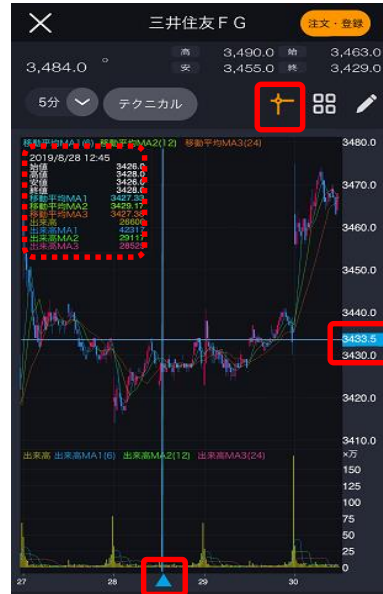 三井住友ＦＧ
注文・登録
3,484.0
高 3,490.0 始 3,463.0
安 3,455.0 終 3,429.0
5分
テクニカル
移動平均MA1(6) 移動平均MA2(12) 移動平均MA3(24)
2019/8/28 12:45
始値 3426.0
高値 3428.0
安値 3426.0
終値 3428.0
移動平均MA1 3427.33
移動平均MA2 3429.17
移動平均MA3 3427.38
出来高 26600
出来高MA1 42317
出来高MA2 29117
出来高MA3 28525
3480.0
3470.0
3460.0
3450.0
3440.0
3433.5
3430.0
3420.0
3410.0
出来高 出来高MA1(6) 出来高MA2(12) 出来高MA3(24)
×万
150
125
100
75
50
25
0
27 28 29 30